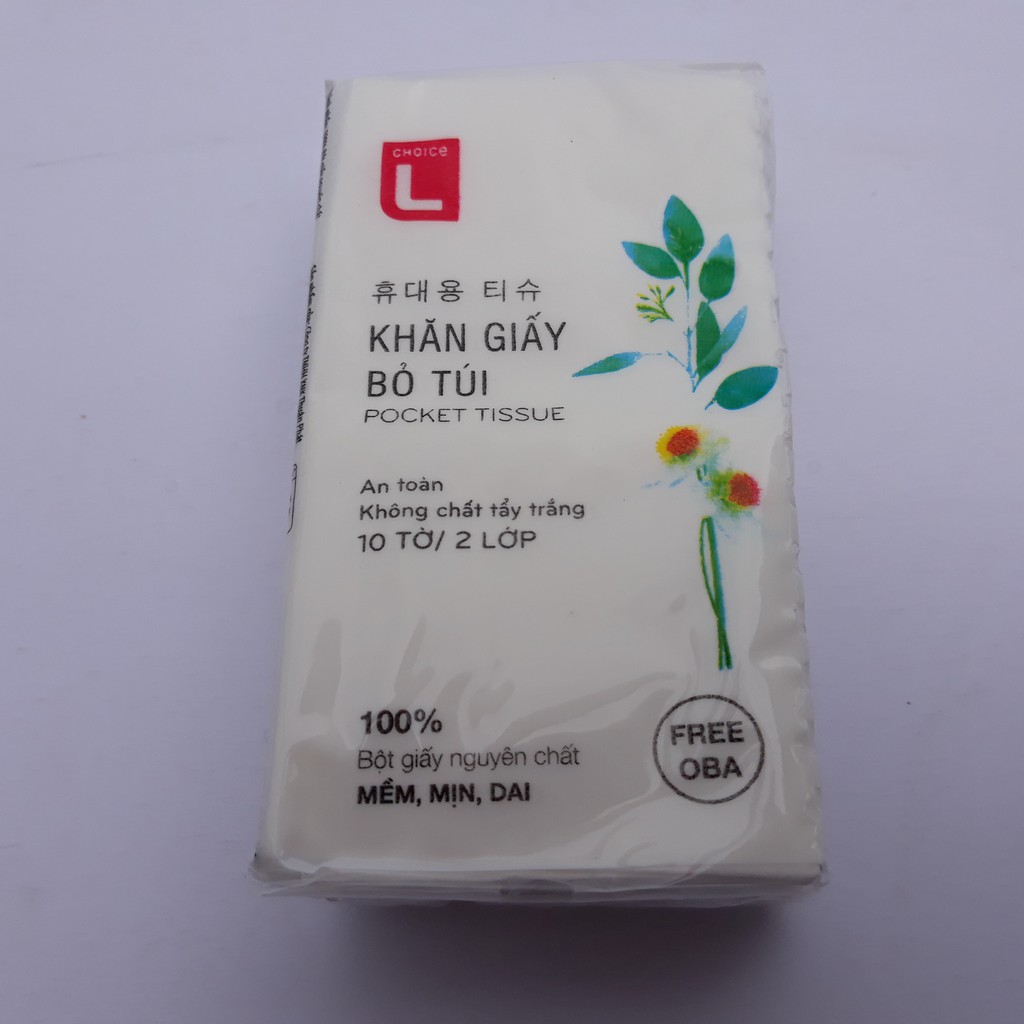 CHOICE
L
휴대용 티슈
KHĂN GIẤY
BỎ TÚI
POCKET TISSUE
An toàn
Không chất tẩy trắng
10 TỜ/ 2 LỚP
100%
Bột giấy nguyên chất
MỀM, MỊN, DAI
FREE
OBA